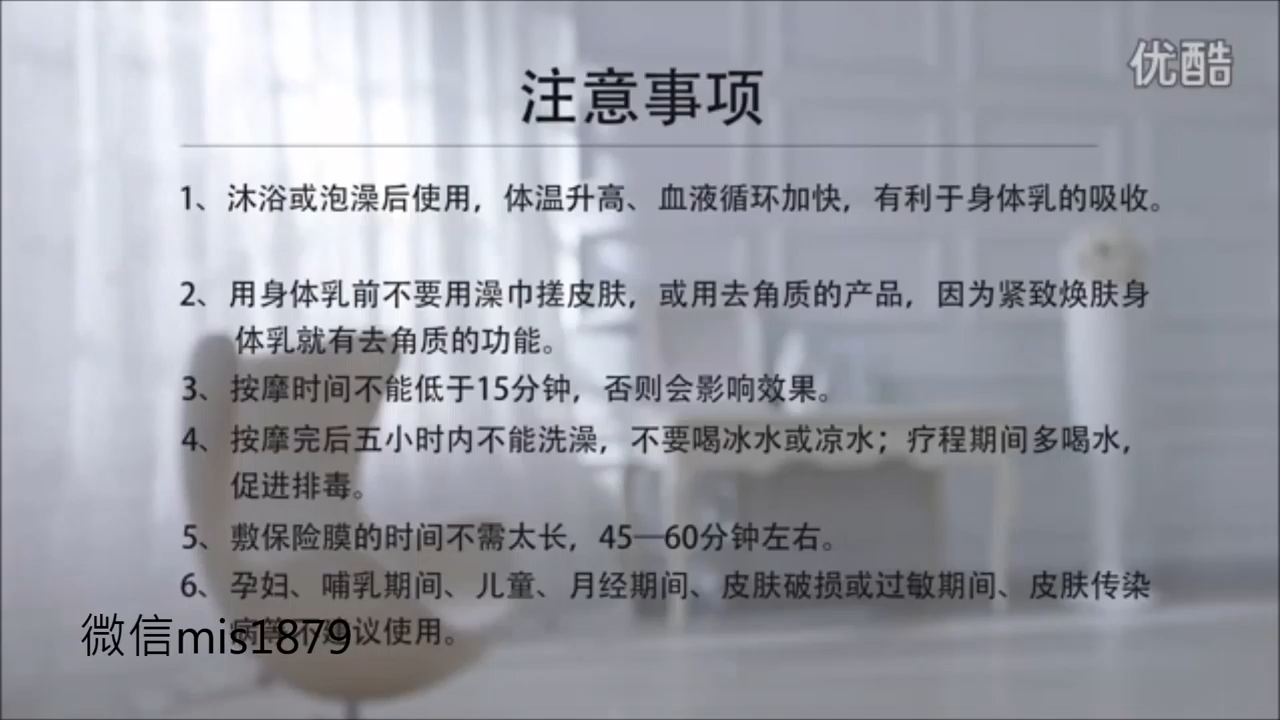 优酷
注意事项
1、沐浴或泡澡后使用，体温升高、血液循环加快，有利于身体乳的吸收。
2、用身体乳前不要用澡巾搓皮肤，或用去角质的产品，因为紧致焕肤身
体乳就有去角质的功能。
3、按摩时间不能低于15分钟，否则会影响效果。
4、按摩完后五小时内不能洗澡，不要喝冰水或凉水；疗程期间多喝水，
促进排毒。
5、敷保险膜的时间不需太长，45—60分钟左右。
6、孕妇、哺乳期间、儿童、月经期间、皮肤破损或过敏期间、皮肤传染
病等不建议使用。
微信mis1879